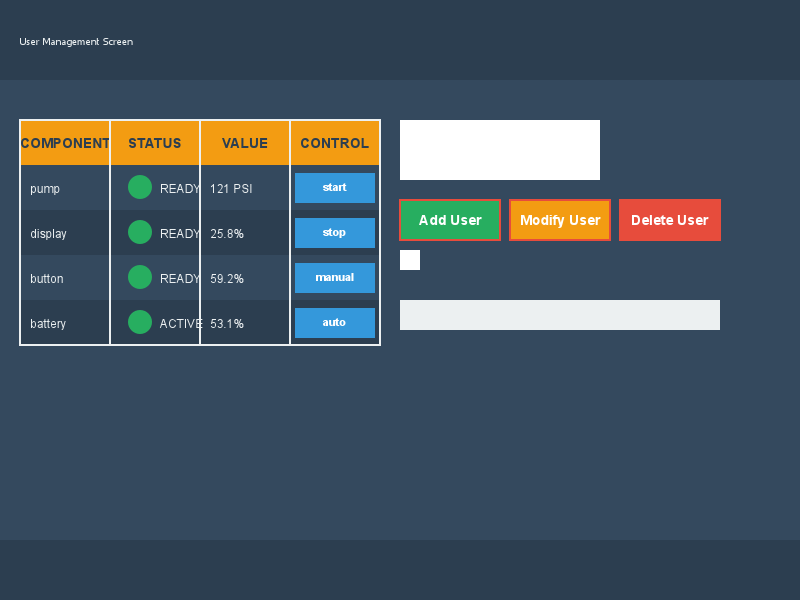 User Management Screen
COMPONENT STATUS VALUE CONTROL
pump READY 121 PSI start
display READY 25.8% stop
button READY 59.2% manual
battery ACTIVE 53.1% auto
Add User Modify User Delete User